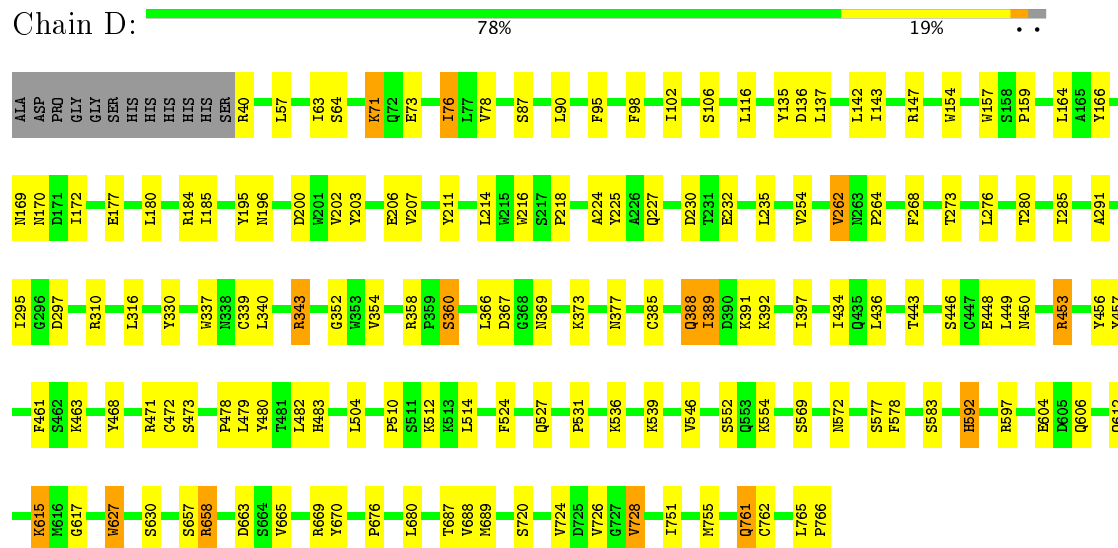 Chain D:
78% 19% • •
ALA ASP PRO GLY GLY SER HIS HIS HIS HIS HIS SER R40 L57 I63 S64 K71 Q72 E73 I76 L77 V78 S87 L90 F95 F98 I102 S106 L116 Y135 D136 L137 L142 I143 R147 W154 W157 S158 P159 L164 A165 Y166
N169 N170 D171 I172 E177 L180 R184 I185 Y195 N196 D200 W201 V202 Y203 E206 V207 Y211 L214 W215 W216 S217 P218 A224 Y225 A226 Q227 D230 T231 E232 L235 V254 V262 N263 P264 F268 T273 L276 T280 I285 A291
I295 G296 D297 R310 L316 Y330 W337 N338 C339 L340 R343 G352 W353 V354 R358 P359 S360 L366 D367 G368 N369 K373 N377 C385 Q388 I389 D390 K391 K392 I397 I434 Q435 L436 T443 S446 C447 E448 L449 N450 R453 Y456 Y457
F461 S462 K463 Y468 R471 C472 S473 P478 L479 Y480 T481 L482 H483 L504 P510 S511 K512 K513 L514 F524 Q527 P531 K536 K539 V546 S552 Q553 K554 S569 N572 S577 F578 S583 H592 R597 E604 D605 Q606
K615 M616 G617 W627 S630 S657 R658 D663 S664 V665 R669 Y670 P676 L680 T687 V688 M689 S720 V724 D725 V726 G727 V728 I751 M755 Q761 C762 L765 P766